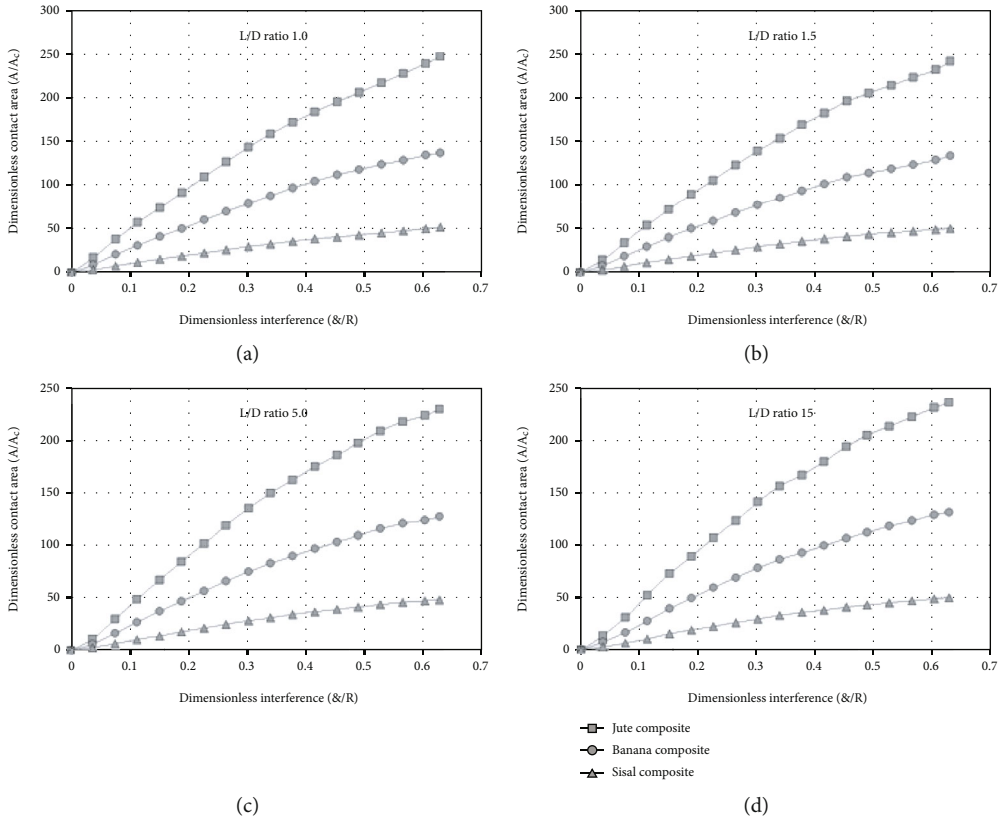 L/D ratio 1.0
Dimensionless contact area (A/Ac)
300
250
200
150
100
50
0
0 0.1 0.2 0.3 0.4 0.5 0.6 0.7
Dimensionless interference (&/R)
(a)
L/D ratio 1.5
Dimensionless contact area (A/Ac)
300
250
200
150
100
50
0
0 0.1 0.2 0.3 0.4 0.5 0.6 0.7
Dimensionless interference (&/R)
(b)
L/D ratio 5.0
Dimensionless contact area (A/Ac)
250
200
150
100
50
0
0 0.1 0.2 0.3 0.4 0.5 0.6 0.7
Dimensionless interference (&/R)
(c)
L/D ratio 15
Dimensionless contact area (A/Ac)
250
200
150
100
50
0
0 0.1 0.2 0.3 0.4 0.5 0.6 0.7
Dimensionless interference (&/R)
Jute composite
Banana composite
Sisal composite
(d)